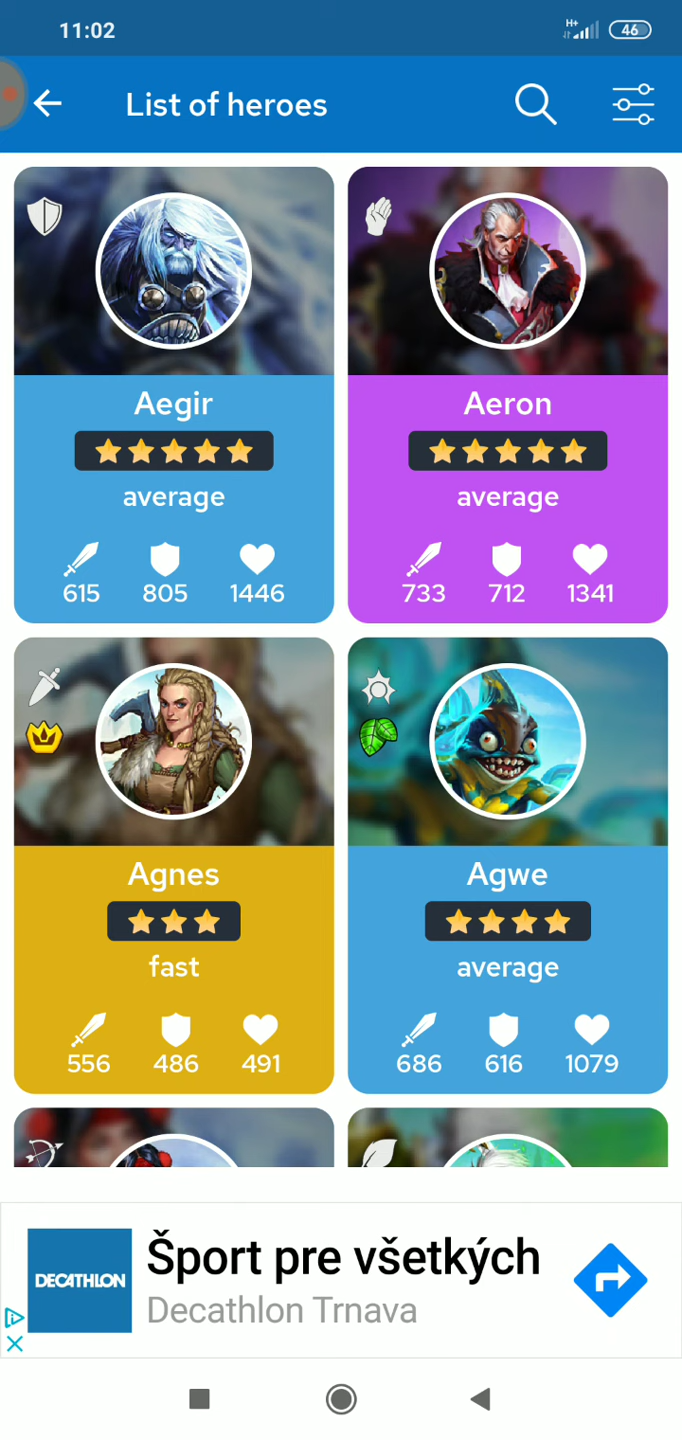 11:02
H+
46
List of heroes
Aegir
average
615 805 1446
Aeron
average
733 712 1341
Agnes
fast
556 486 491
Agwe
average
686 616 1079
DECATHLON
Šport pre všetkých
Decathlon Trnava